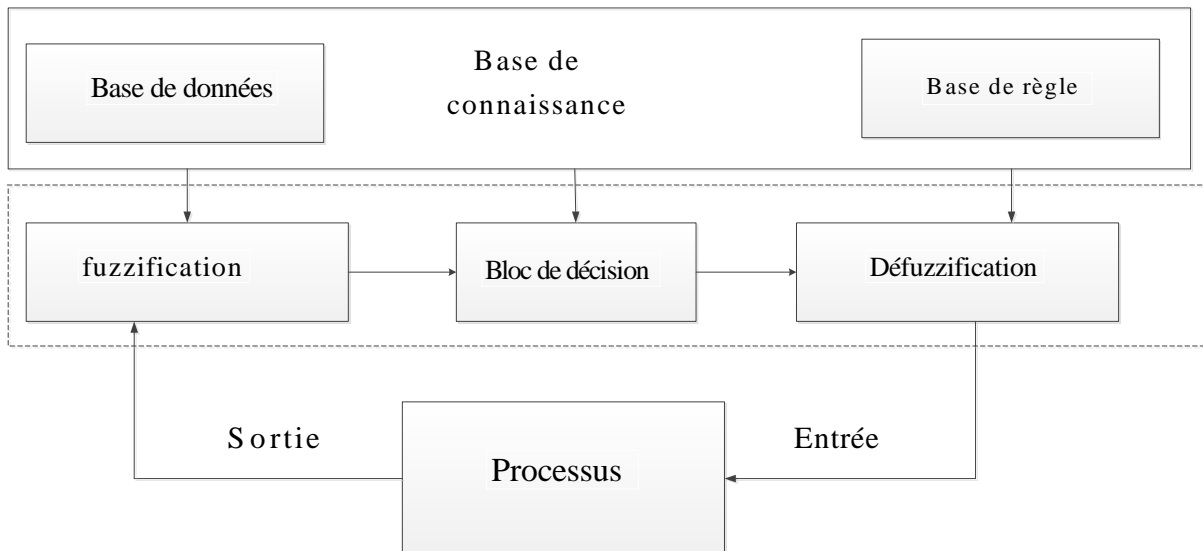 Base de données
Base de
connaissance
Base de règle
fuzzification
Bloc de décision
Défuzzification
Sortie
Processus
Entrée